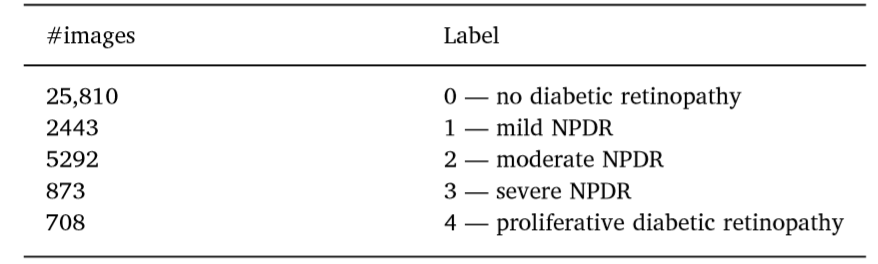 #images Label
25,810 0 — no diabetic retinopathy
2443 1 — mild NPDR
5292 2 — moderate NPDR
873 3 — severe NPDR
708 4 — proliferative diabetic retinopathy